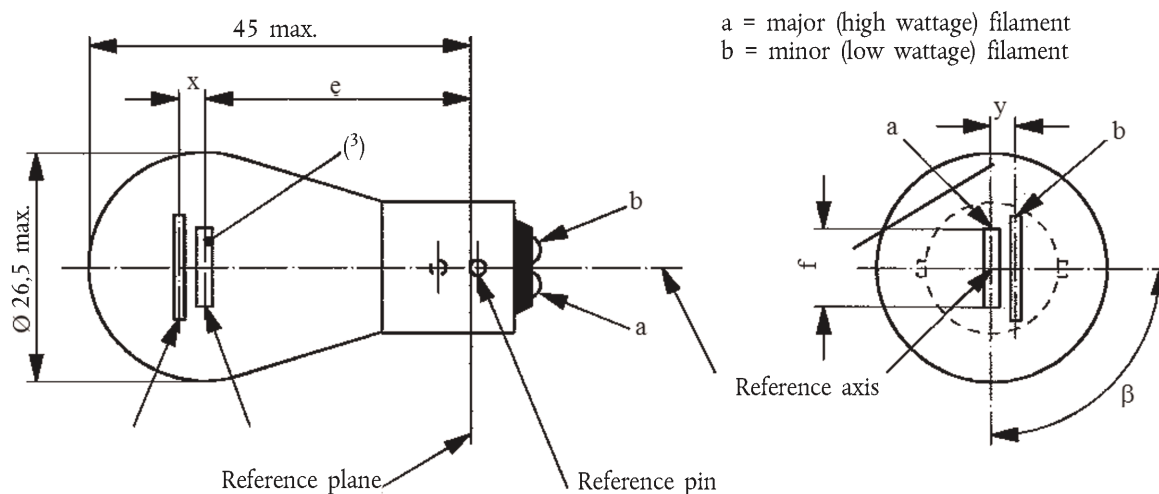 45 max.
a = major (high wattage) filament
b = minor (low wattage) filament
x
e
y
a
b
(³)
b
Ø 26,5 max.
f
a
Reference axis
β
Reference plane
Reference pin